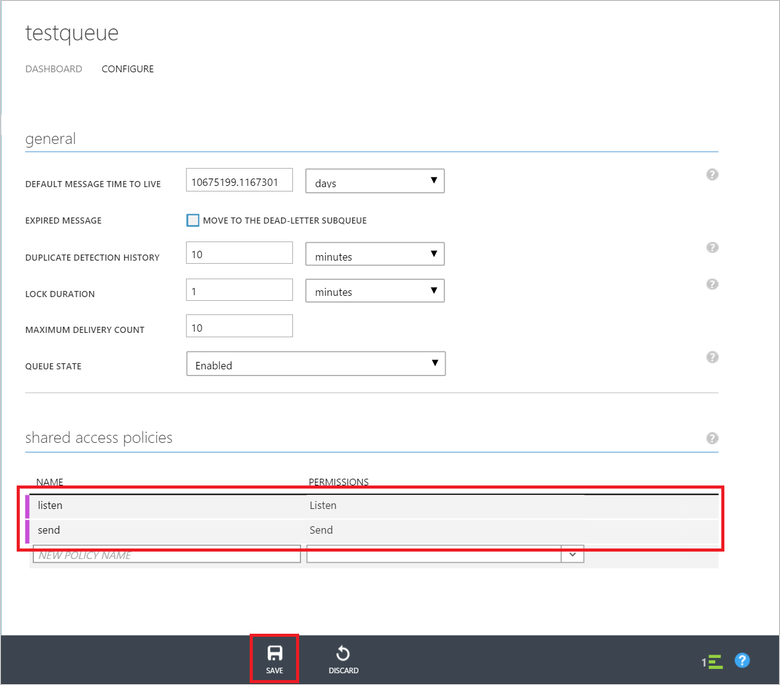 testqueue
DASHBOARD CONFIGURE
general
DEFAULT MESSAGE TIME TO LIVE 10675199.1167301 days ?
EXPIRED MESSAGE MOVE TO THE DEAD-LETTER SUBQUEUE
DUPLICATE DETECTION HISTORY 10 minutes ?
LOCK DURATION 1 minutes ?
MAXIMUM DELIVERY COUNT 10
QUEUE STATE Enabled ?
shared access policies ?
NAME PERMISSIONS
listen Listen
send Send
NEW POLICY NAME
SAVE DISCARD 1 ?